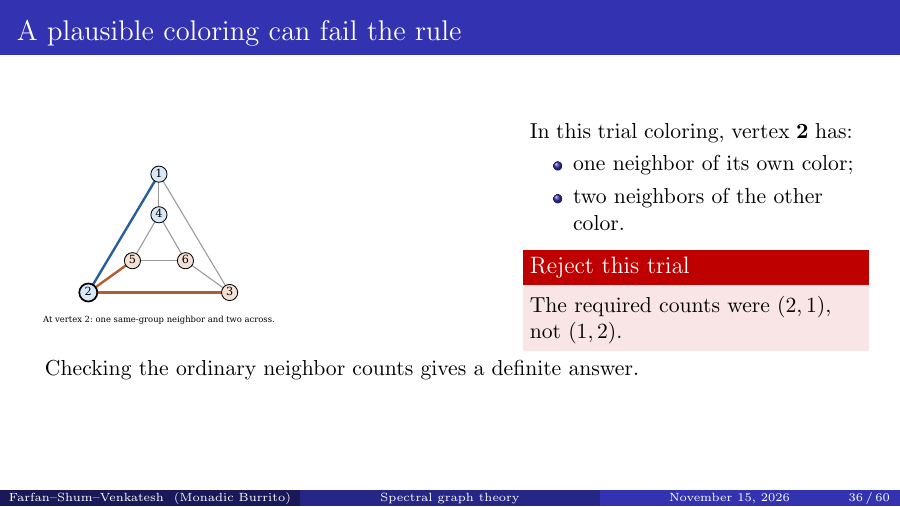 A plausible coloring can fail the rule
1
4
5
6
2
3
At vertex 2: one same-group neighbor and two across.
In this trial coloring, vertex 2 has:
one neighbor of its own color;
two neighbors of the other
color.
Reject this trial
The required counts were (2, 1),
not (1, 2).
Checking the ordinary neighbor counts gives a definite answer.
Farfan–Shum–Venkatesh (Monadic Burrito)
Spectral graph theory
November 15, 2026
36 / 60